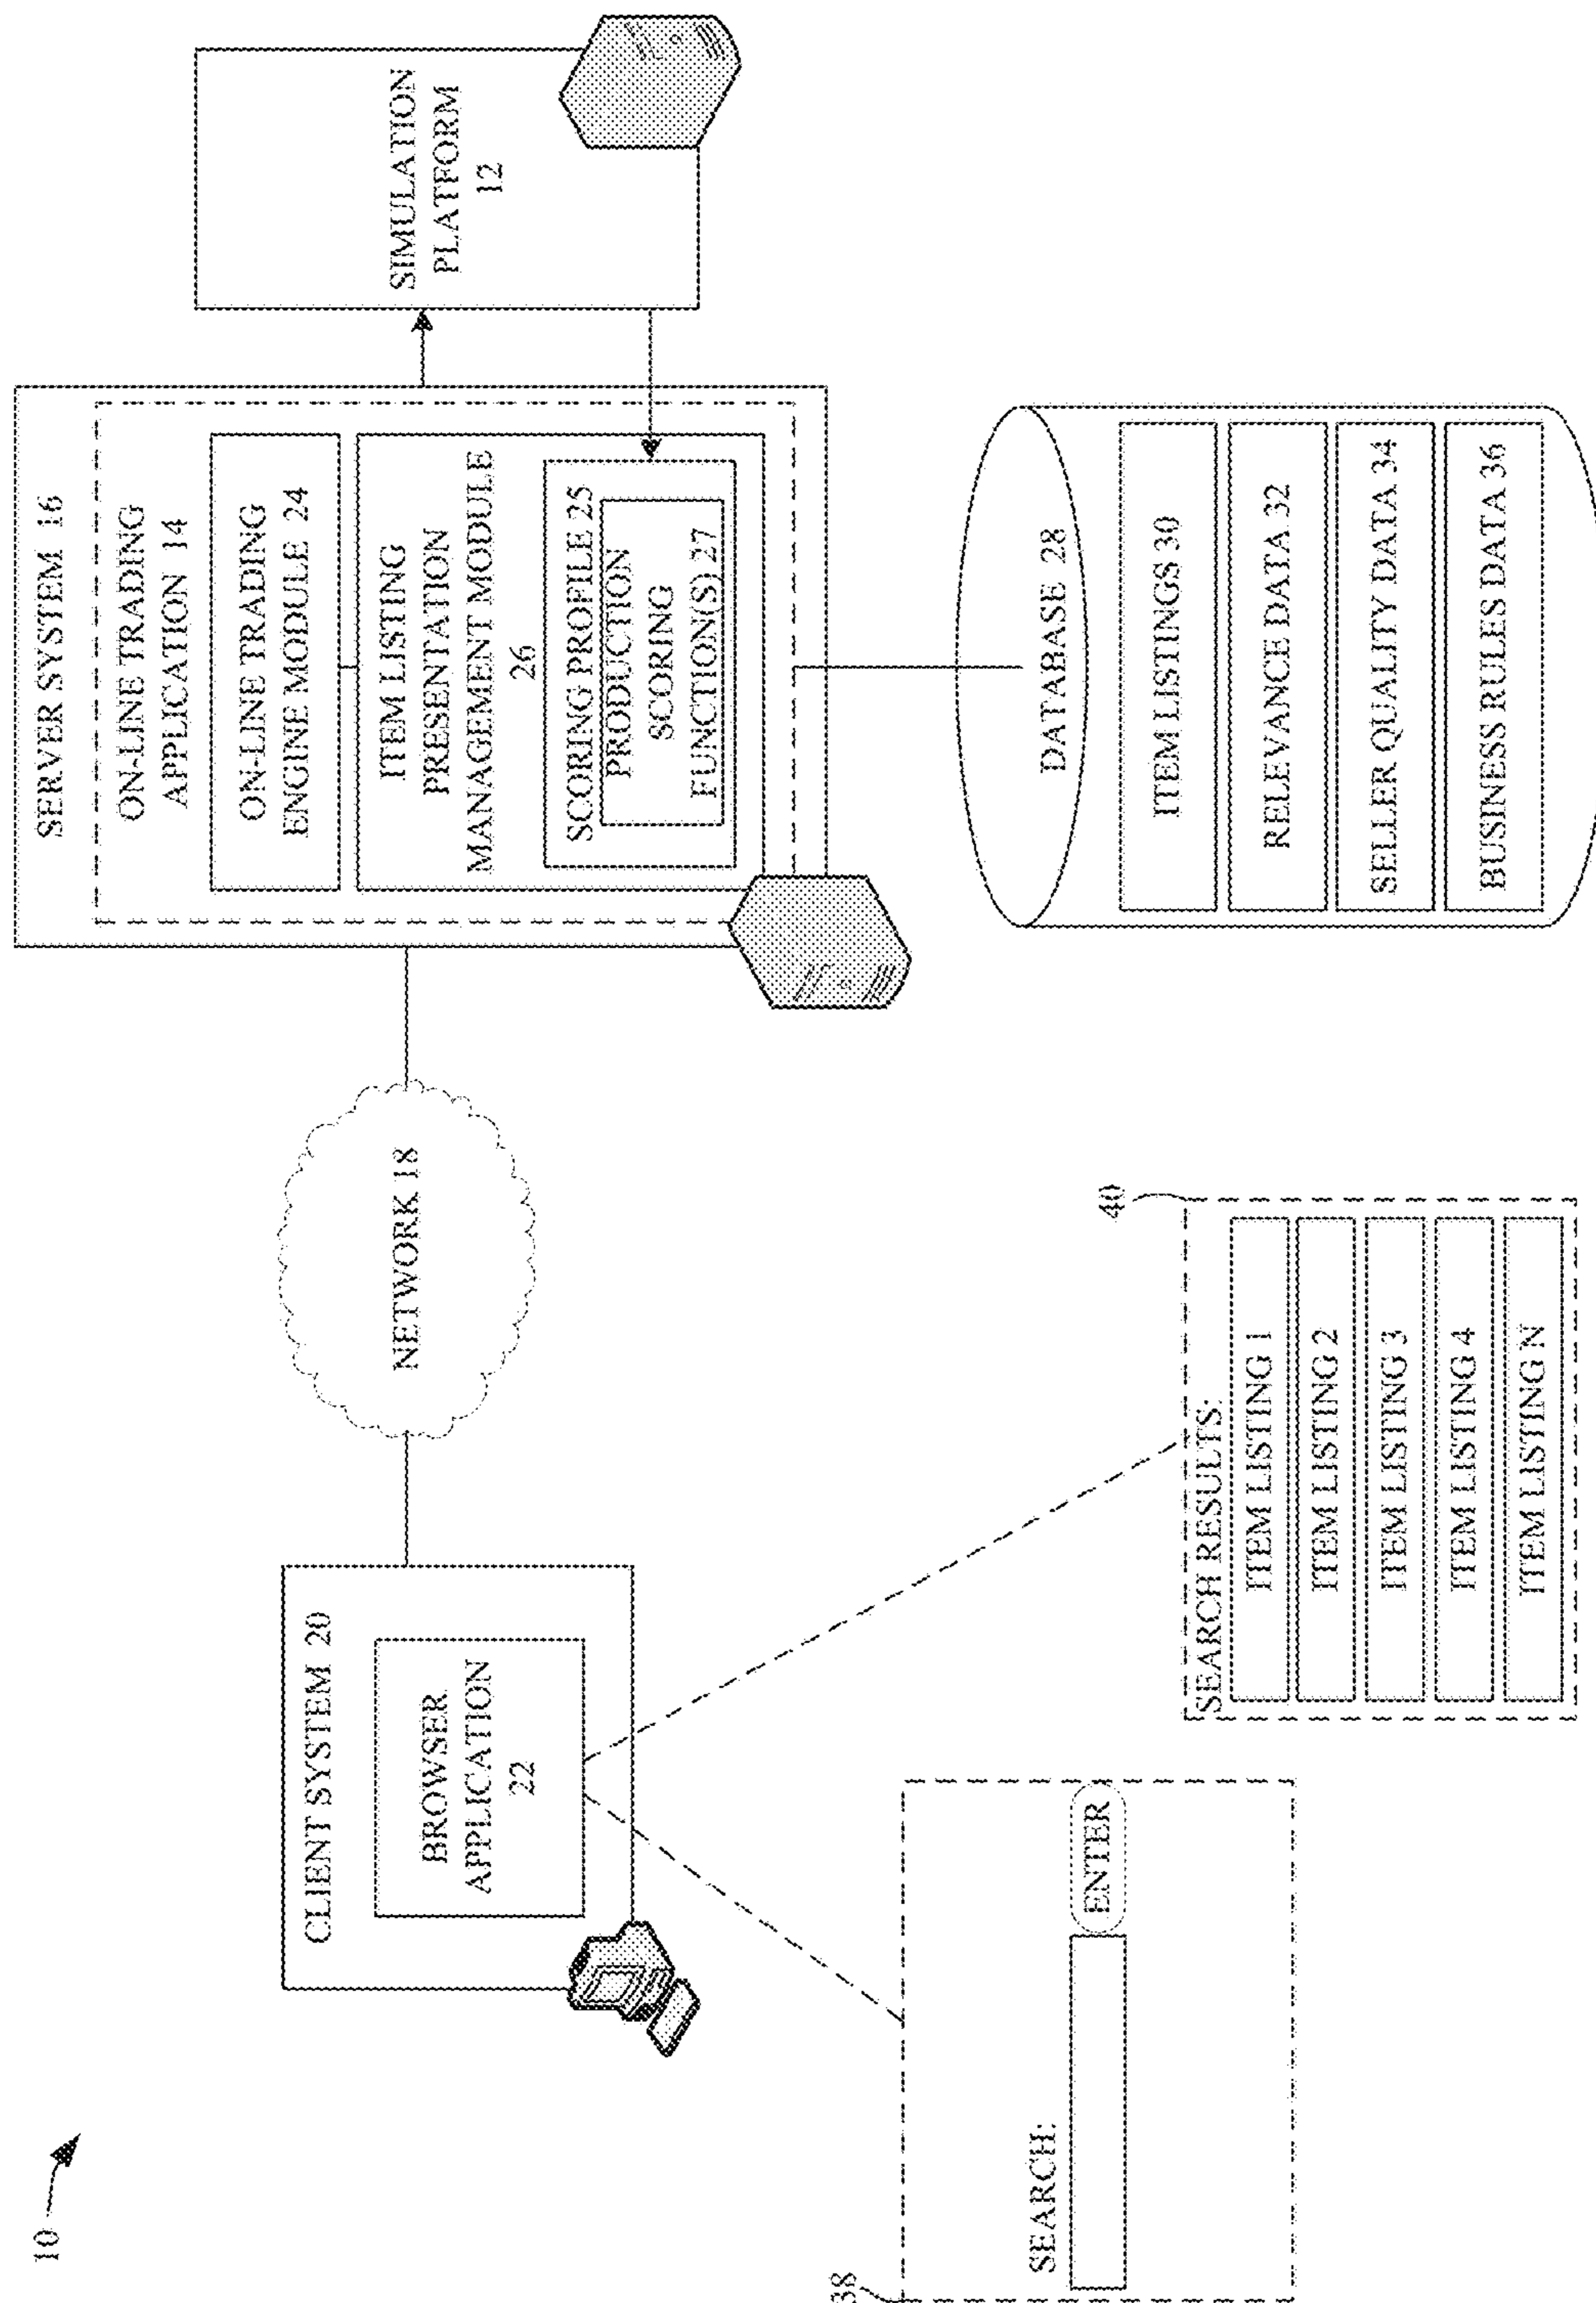 10
CLIENT SYSTEM 20
BROWSER
APPLICATION
22
NETWORK 18
SERVER SYSTEM 16
ON-LINE TRADING
APPLICATION 14
ON-LINE TRADING
ENGINE MODULE 24
ITEM LISTING
PRESENTATION
MANAGEMENT MODULE
26
SCORING PROFILE 25
PRODUCTION
SCORING
FUNCTION(S) 27
SIMULATION
PLATFORM
12
38
SEARCH:
ENTER
40
SEARCH RESULTS:
ITEM LISTING 1
ITEM LISTING 2
ITEM LISTING 3
ITEM LISTING 4
ITEM LISTING N
DATABASE 28
ITEM LISTINGS 30
RELEVANCE DATA 32
SELLER QUALITY DATA 34
BUSINESS RULES DATA 36